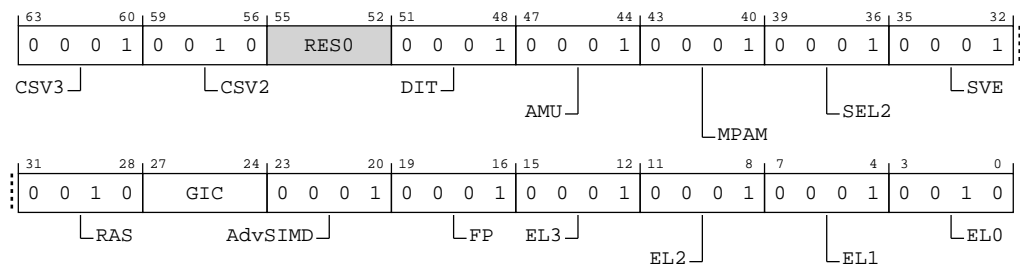 63 60 59 56 55 52 51 48 47 44 43 40 39 36 35 32
0 0 0 1 0 0 1 0 RES0 0 0 0 1 0 0 0 1 0 0 0 1 0 0 0 1 0 0 0 1
CSV3 CSV2 DIT SVE
AMU SEL2
MPAM
31 28 27 24 23 20 19 16 15 12 11 8 7 4 3 0
0 0 1 0 GIC 0 0 0 1 0 0 0 1 0 0 0 1 0 0 0 1 0 0 0 1 0 0 1 0
RAS AdvSIMD FP EL3 EL0
EL2 EL1